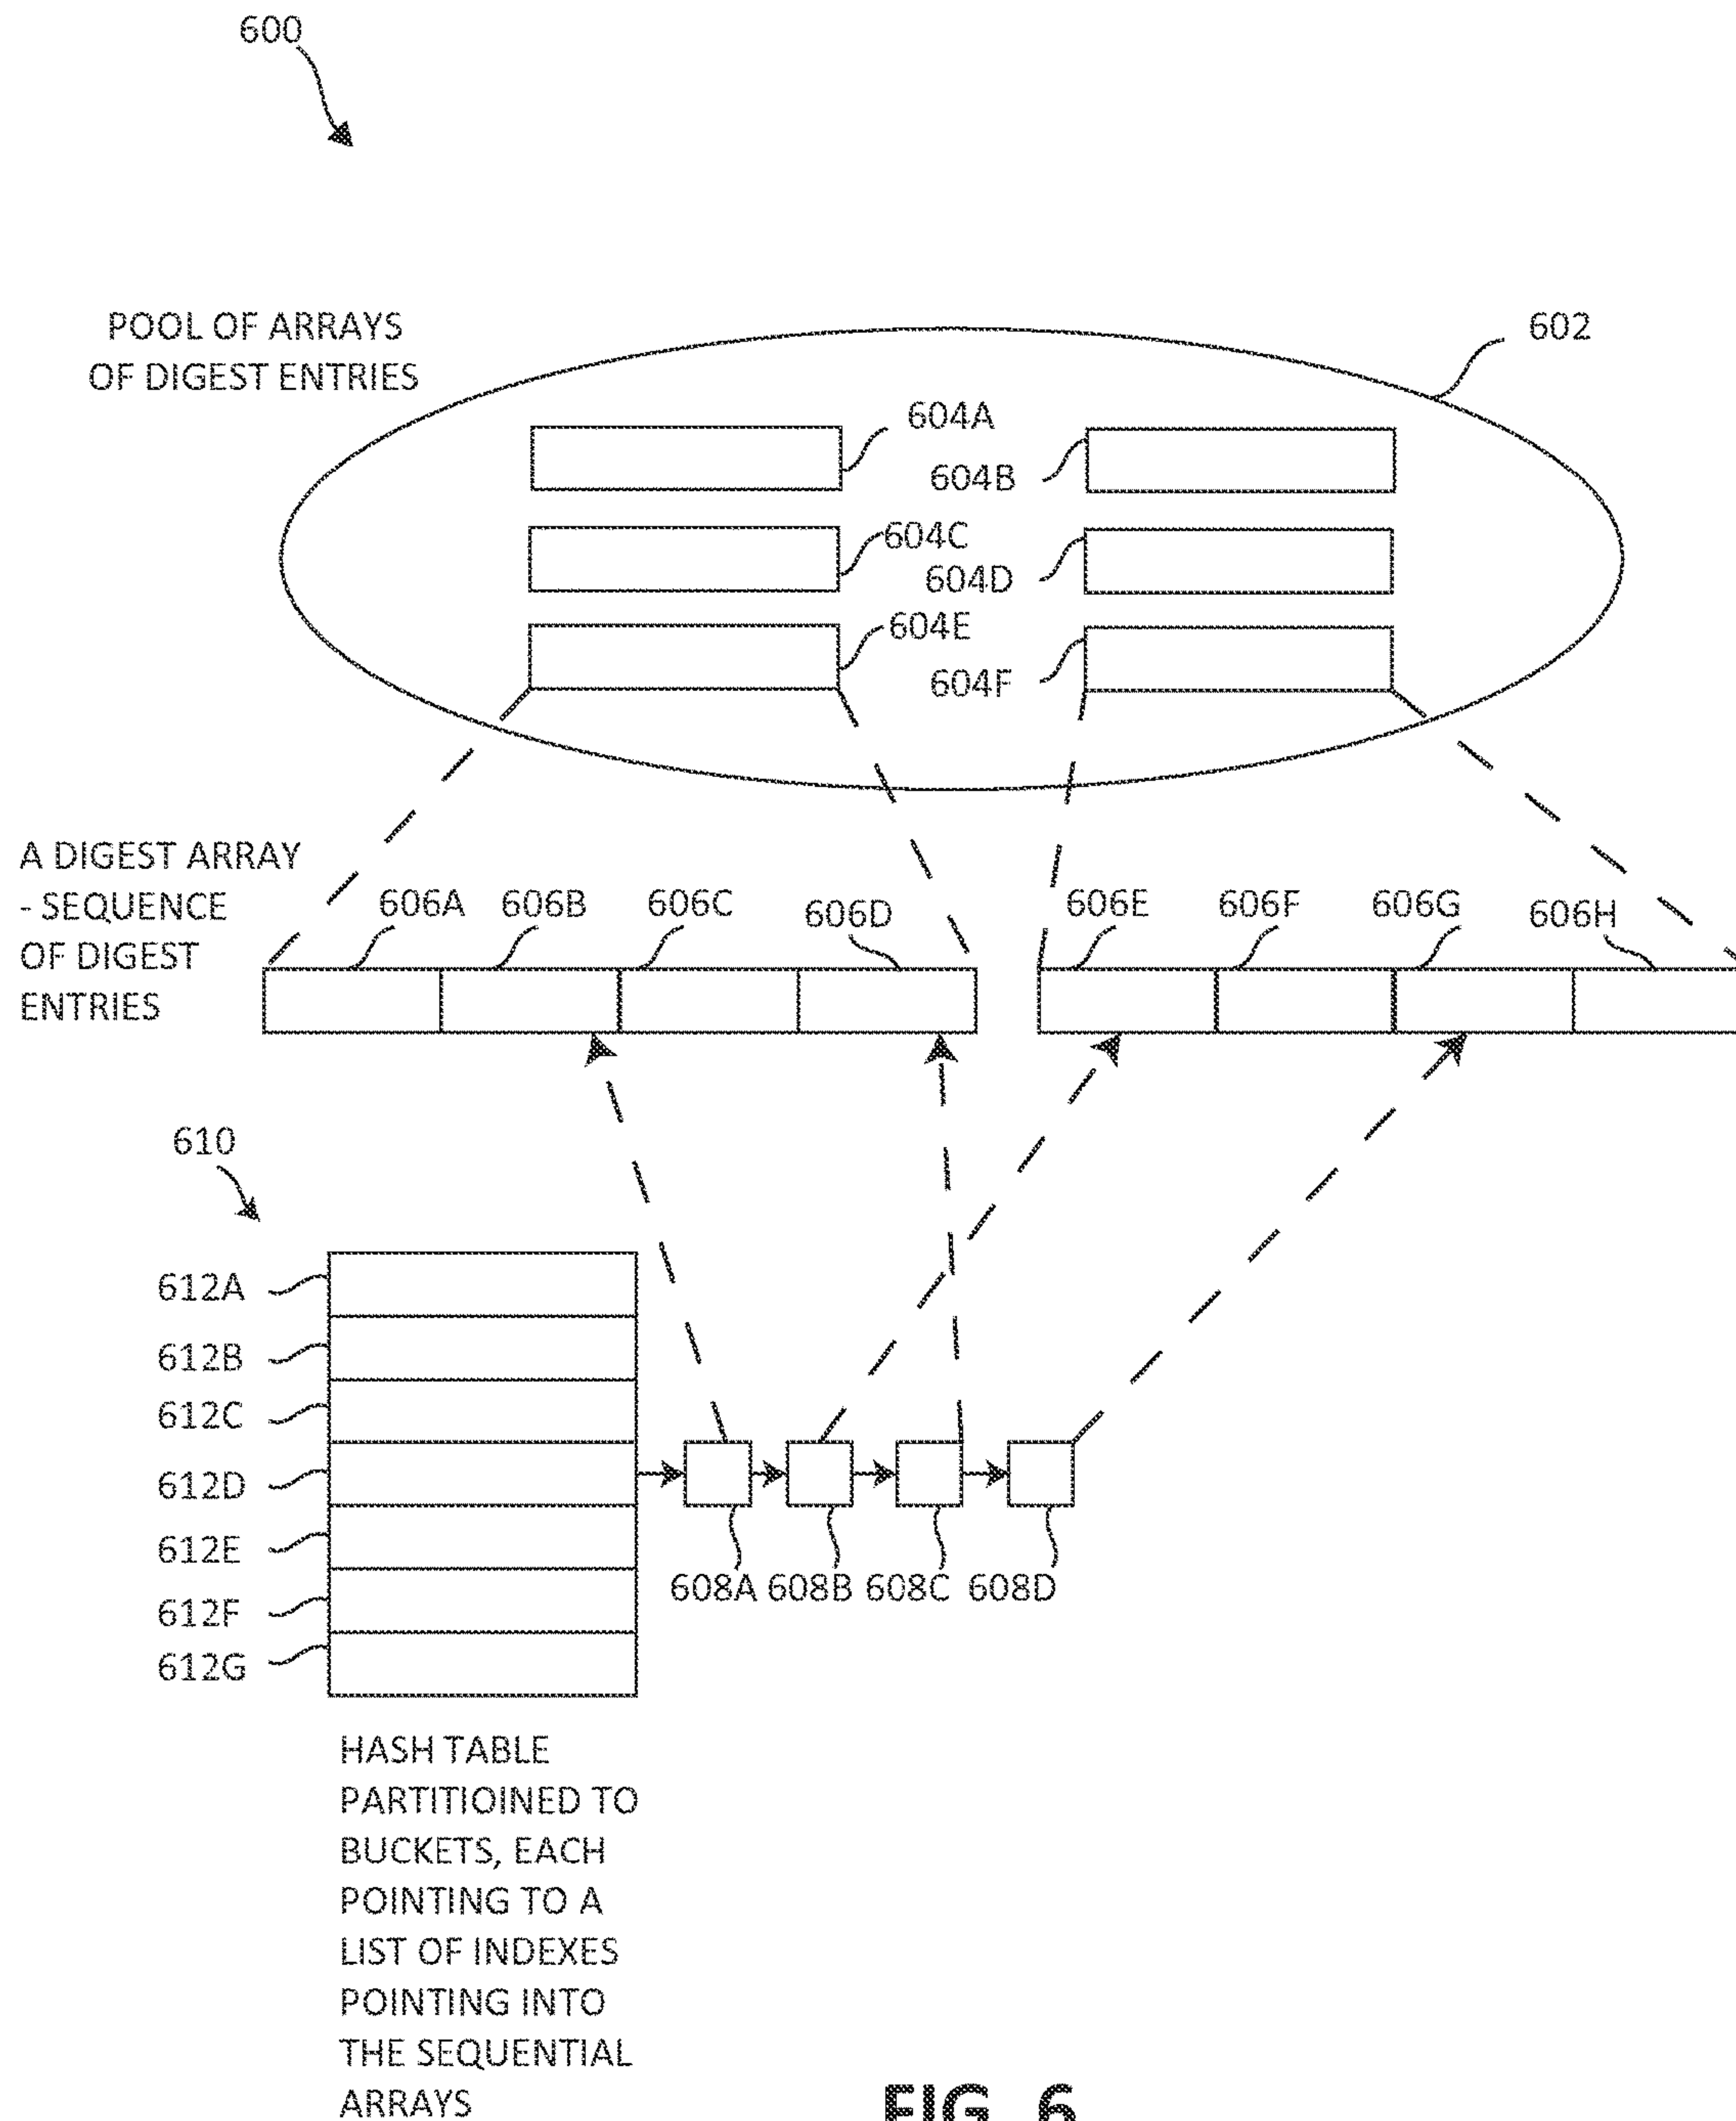 600
POOL OF ARRAYS
OF DIGEST ENTRIES
602
604A
604B
604C
604D
604E
604F
A DIGEST ARRAY
- SEQUENCE
OF DIGEST
ENTRIES
606A 606B 606C 606D 606E 606F 606G 606H
610
612A
612B
612C
612D
612E
612F
612G
608A 608B 608C 608D
HASH TABLE
PARTITIOINED TO
BUCKETS, EACH
POINTING TO A
LIST OF INDEXES
POINTING INTO
THE SEQUENTIAL
ARRAYS
FIG. 6